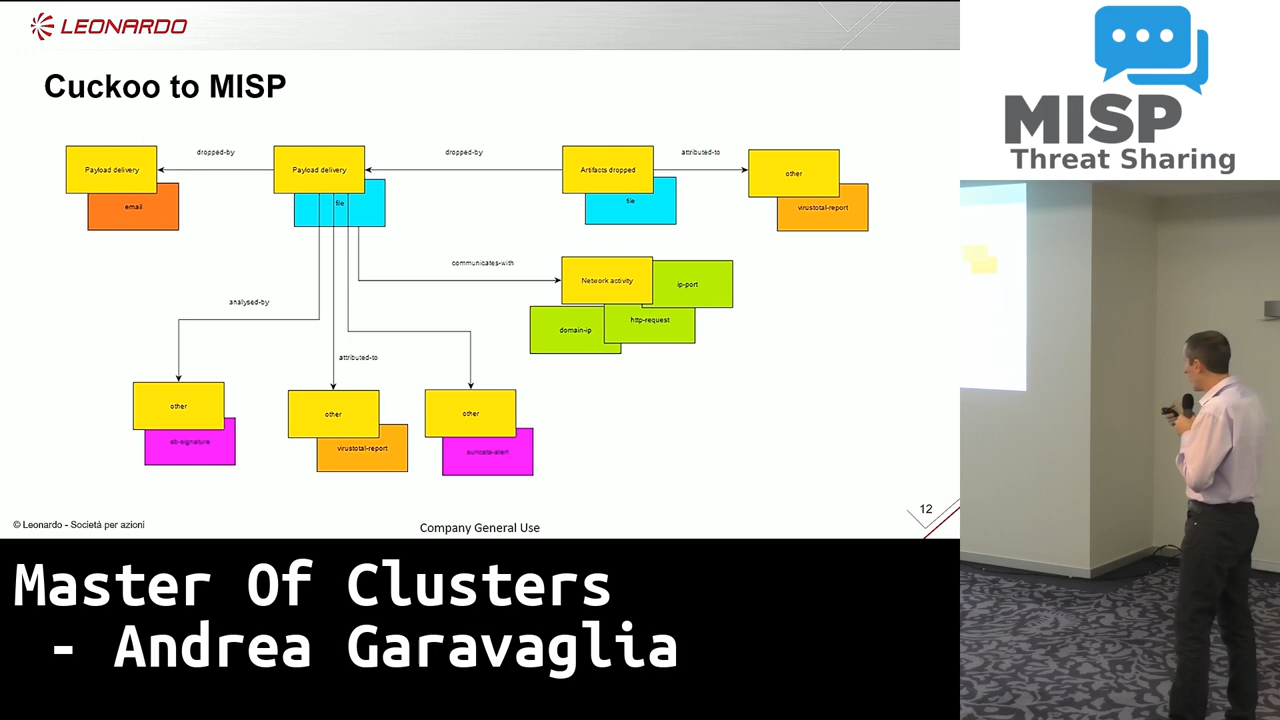 LEONARDO
Cuckoo to MISP
dropped-by
dropped-by
attributed-to
Payload delivery
Payload delivery
Artifacts dropped
other
email
file
file
virustotal-report
communicates-with
Network activity
ip-port
domain-ip
http-request
analysed-by
attributed-to
other
other
other
sb-signature
virustotal-report
suricata-alert
© Leonardo - Società per azioni
Company General Use
12
MISP
Threat Sharing
Master Of Clusters
- Andrea Garavaglia